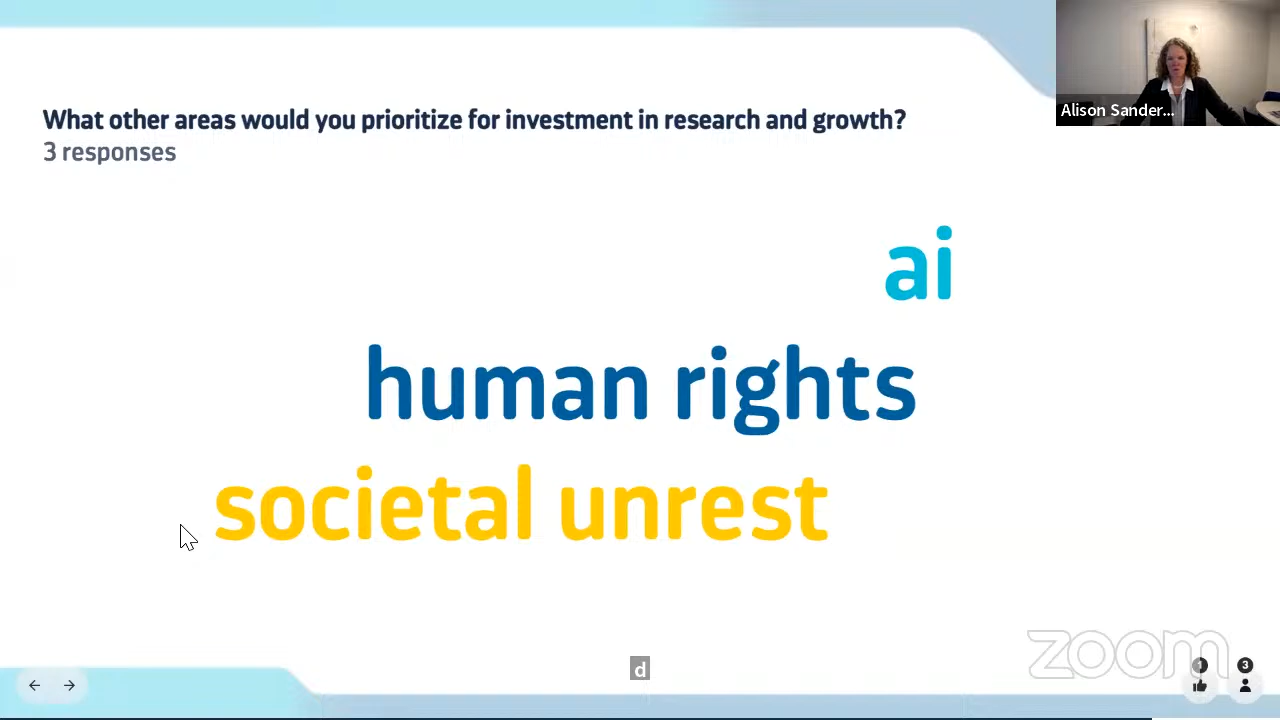 What other areas would you prioritize for investment in research and growth?
3 responses
Alison Sander...
ai
human rights
societal unrest
d
zoom
1
3